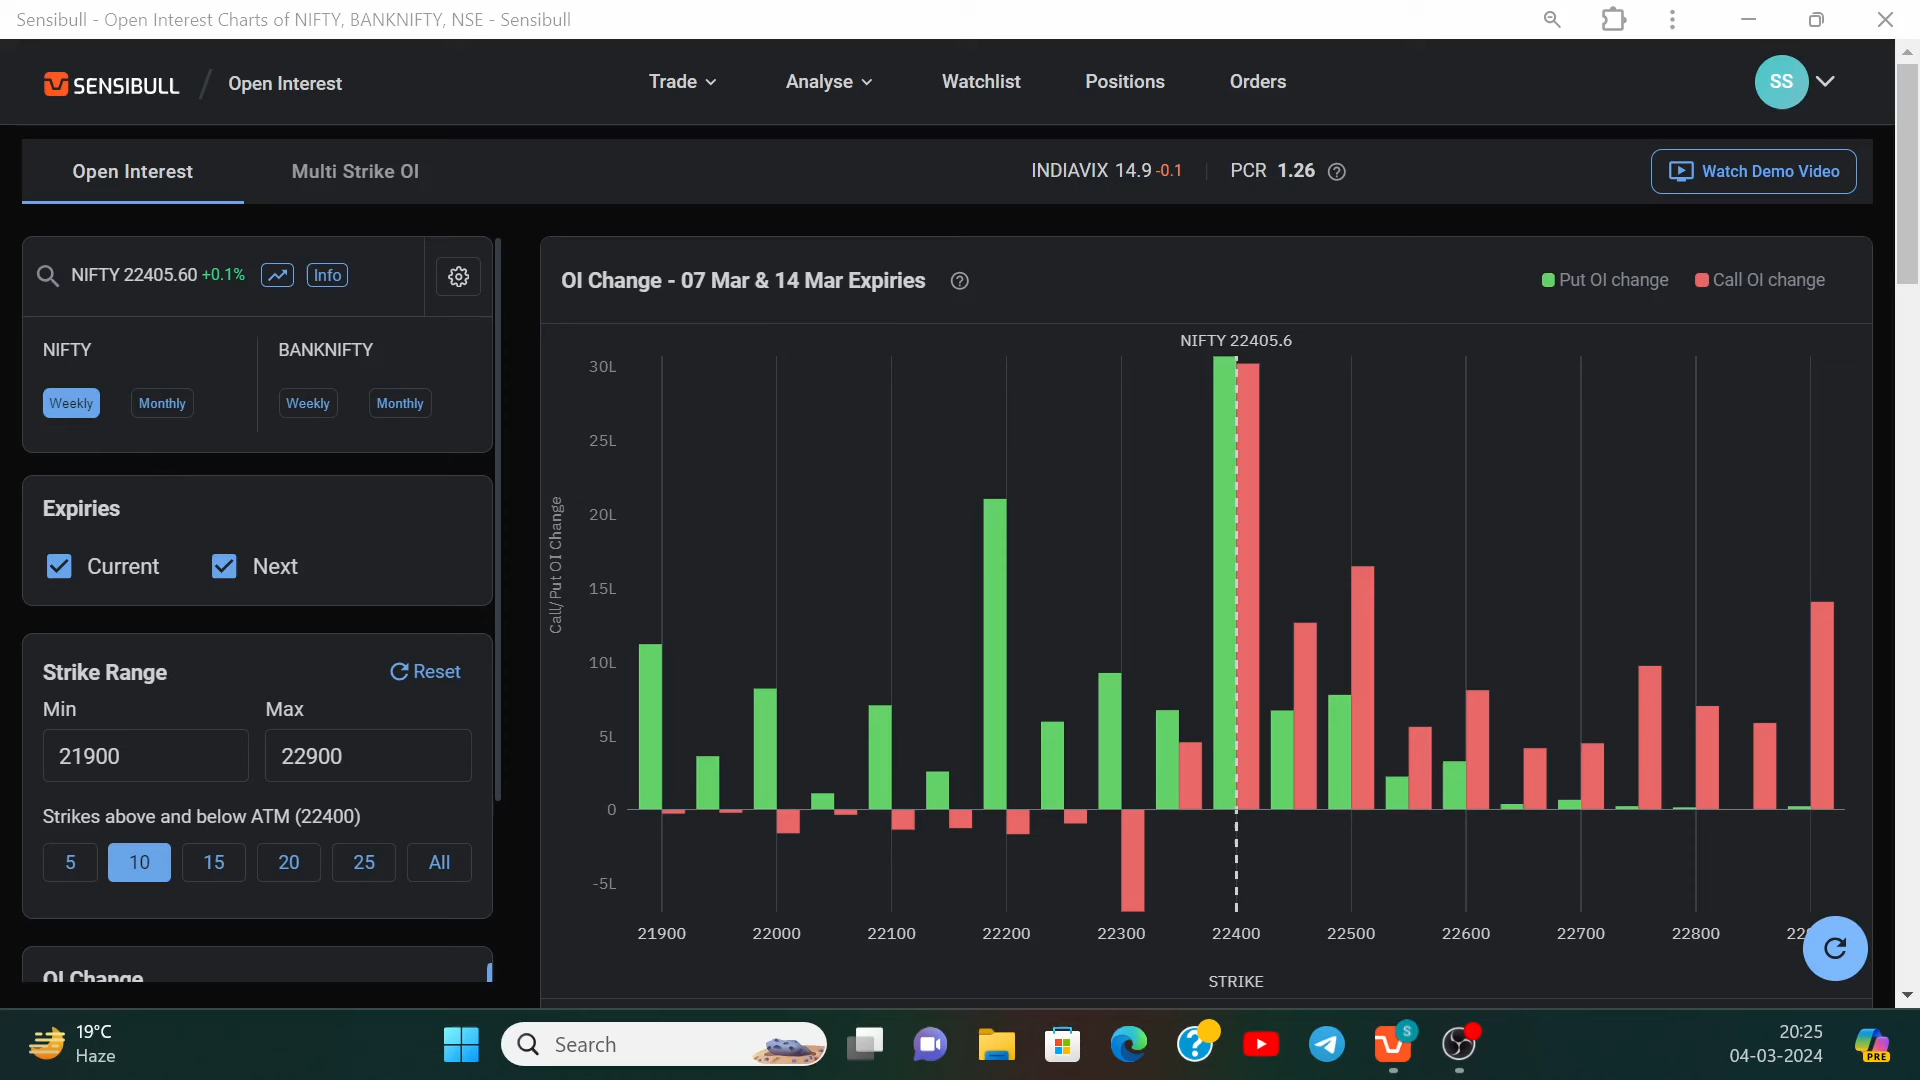 Sensibull - Open Interest Charts of NIFTY, BANKNIFTY, NSE - Sensibull
SENSIBULL / Open Interest
Trade
Analyse
Watchlist
Positions
Orders
SS
Open Interest
Multi Strike OI
INDIAVIX 14.9 -0.1
PCR 1.26
Watch Demo Video
NIFTY 22405.60 +0.1%
Info
NIFTY
Weekly
Monthly
BANKNIFTY
Weekly
Monthly
Expiries
Current
Next
Strike Range
Reset
Min
Max
21900
22900
Strikes above and below ATM (22400)
5
10
15
20
25
All
OI Change
OI Change - 07 Mar & 14 Mar Expiries
Put OI change
Call OI change
NIFTY 22405.6
Call/Put OI Change
30L
25L
20L
15L
10L
5L
0
-5L
21900
22000
22100
22200
22300
22400
22500
22600
22700
22800
STRIKE
19°C
Haze
Search
S
PRE
20:25
04-03-2024